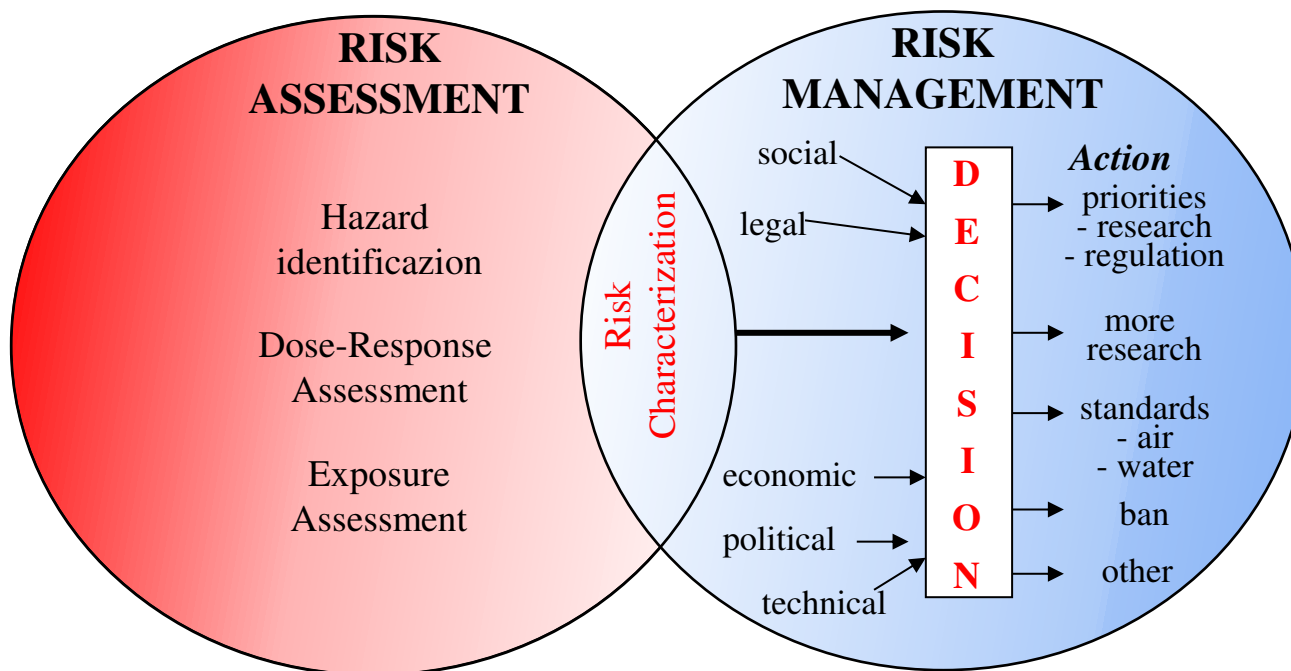 RISK
ASSESSMENT
Hazard
identificazion
Dose-Response
Assessment
Exposure
Assessment
Risk
Characterization
RISK
MANAGEMENT
social
legal
economic
political
technical
D
E
C
I
S
I
O
N
Action
priorities
- research
- regulation
more
research
standards
- air
- water
ban
other